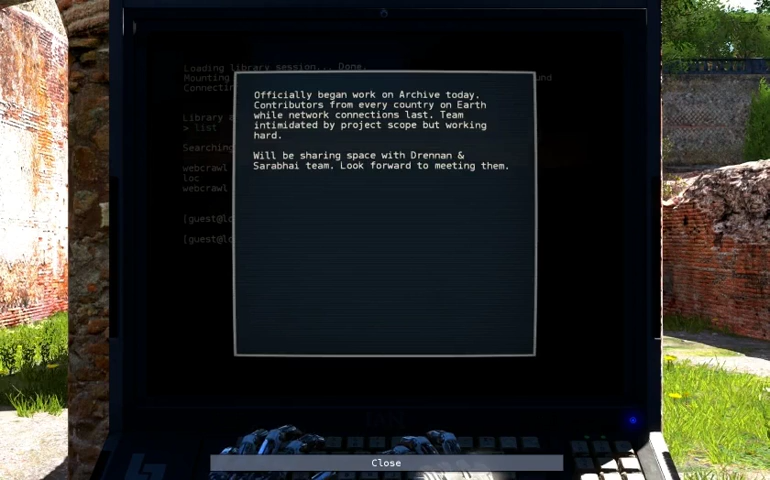 Loading library session... Done.
Mounting
Connectin
Library
> list
Searching
webcrawl
loc
webcrawl
[guest@lo
[guest@lo
Officially began work on Archive today.
Contributors from every country on Earth
while network connections last. Team
intimidated by project scope but working
hard.
Will be sharing space with Drennan &
Sarabhai team. Look forward to meeting them.
Close